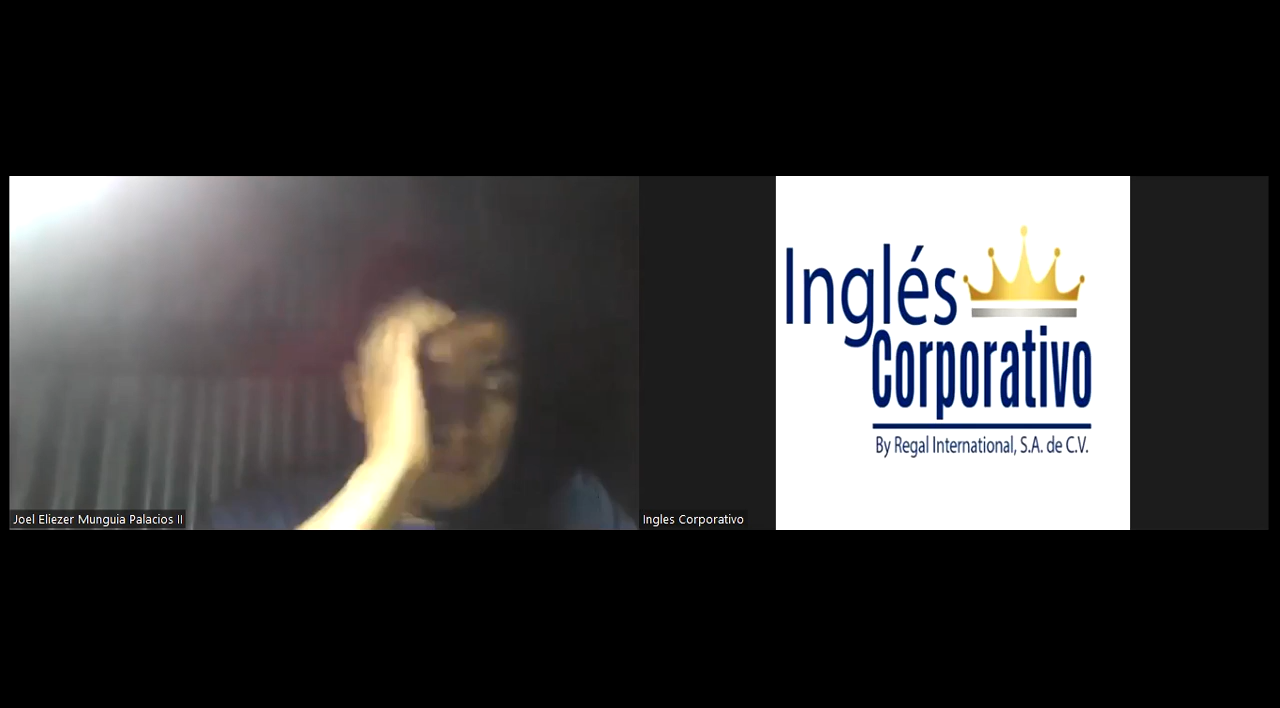 Inglés
Corporativo
By Regal International, S.A. de C.V.
Joel Eliezer Munguia Palacios II
Ingles Corporativo